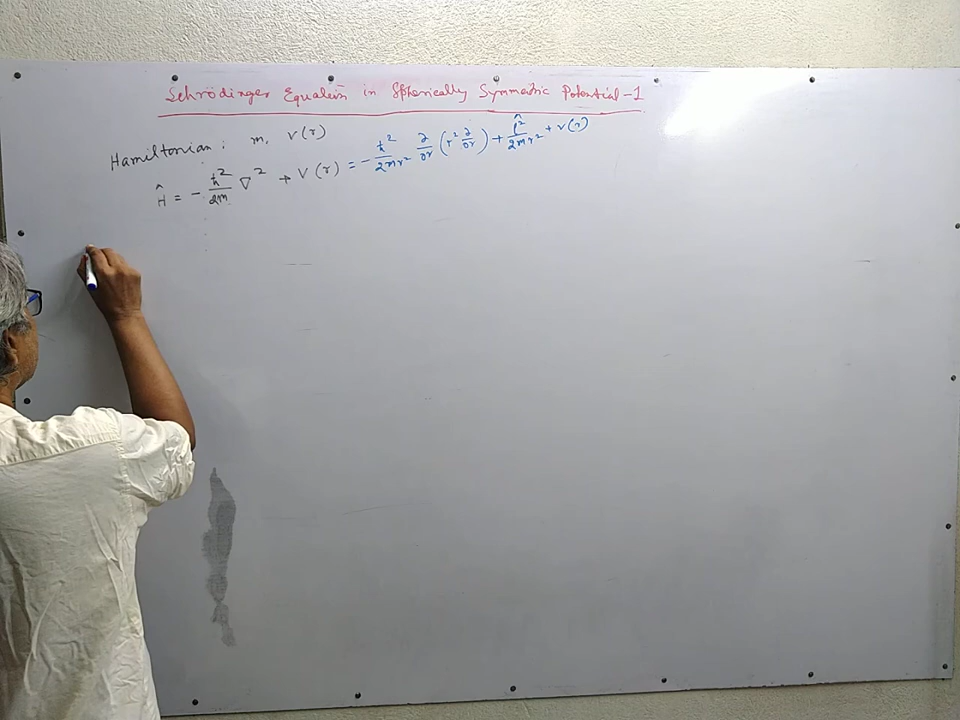 Schrödinger Equation in Spherically Symmetric Potential-1
Hamiltonian: m, V(r)
Ĥ = - ħ²/2m ∇² + V(r) = - ħ²/2mr² ∂/∂r (r² ∂/∂r) + l̂²/2mr² + V(r)